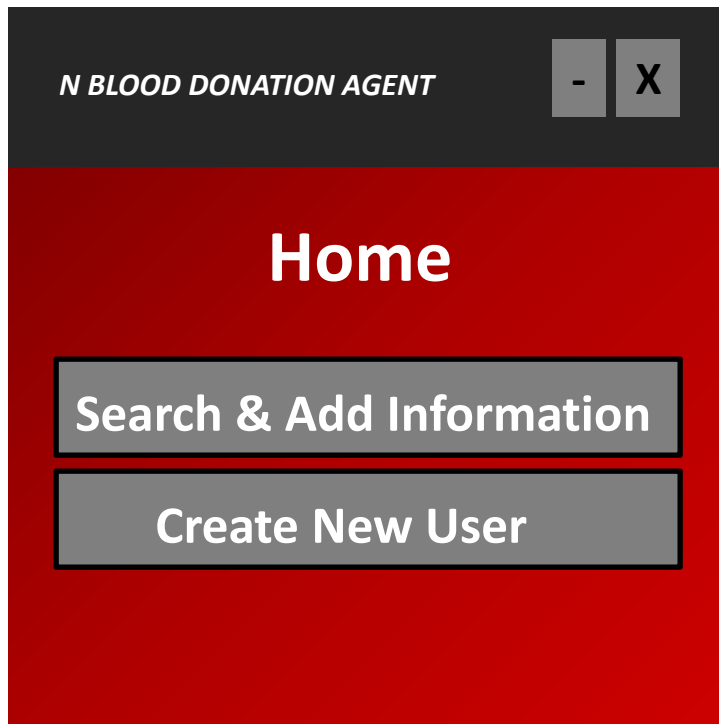 N BLOOD DONATION AGENT
- X
Home
Search & Add Information
Create New User